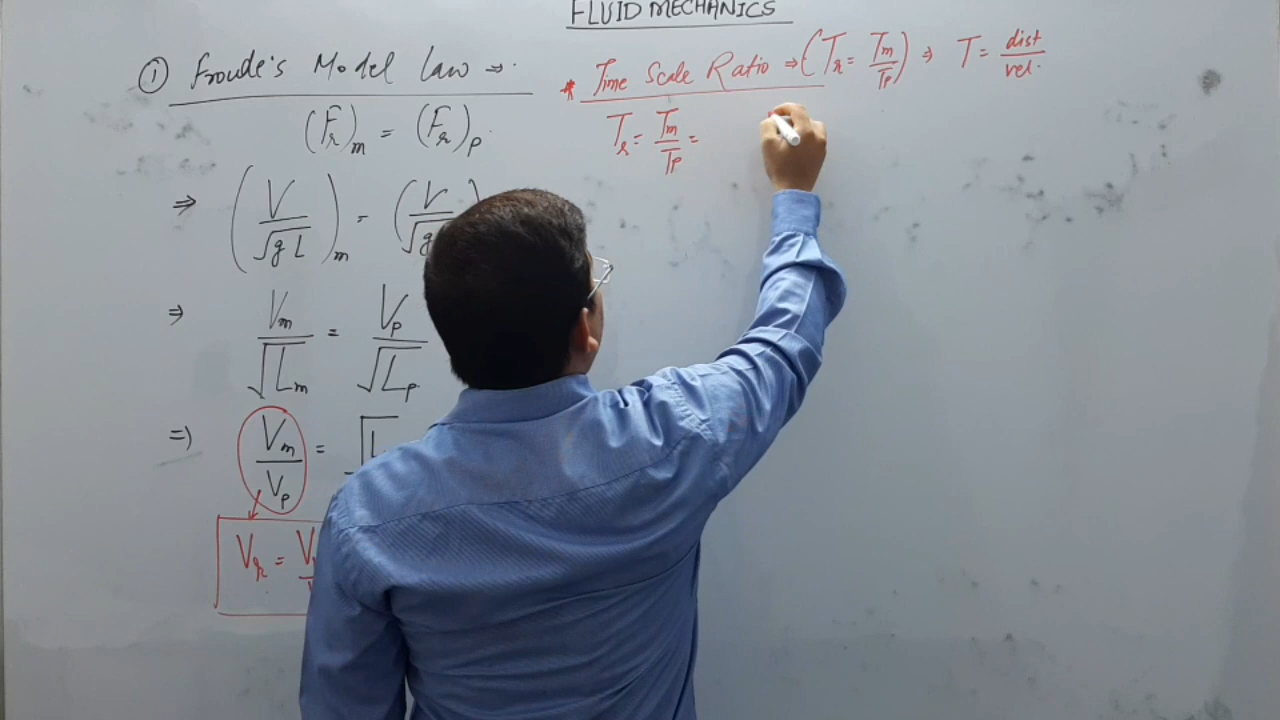 FLUID MECHANICS
① Froude's Model law ⇒
(Fr)m = (Fr)p
⇒ (V/√gL)m = (V/√g
⇒ Vm/√Lm = Vp/√Lp
⇒ Vm/Vp = √L
Vr = V
* Time Scale Ratio ⇒ (Tr = Tm/Tp) ⇒ T = dist/vel.
Tr = Tm/Tp =